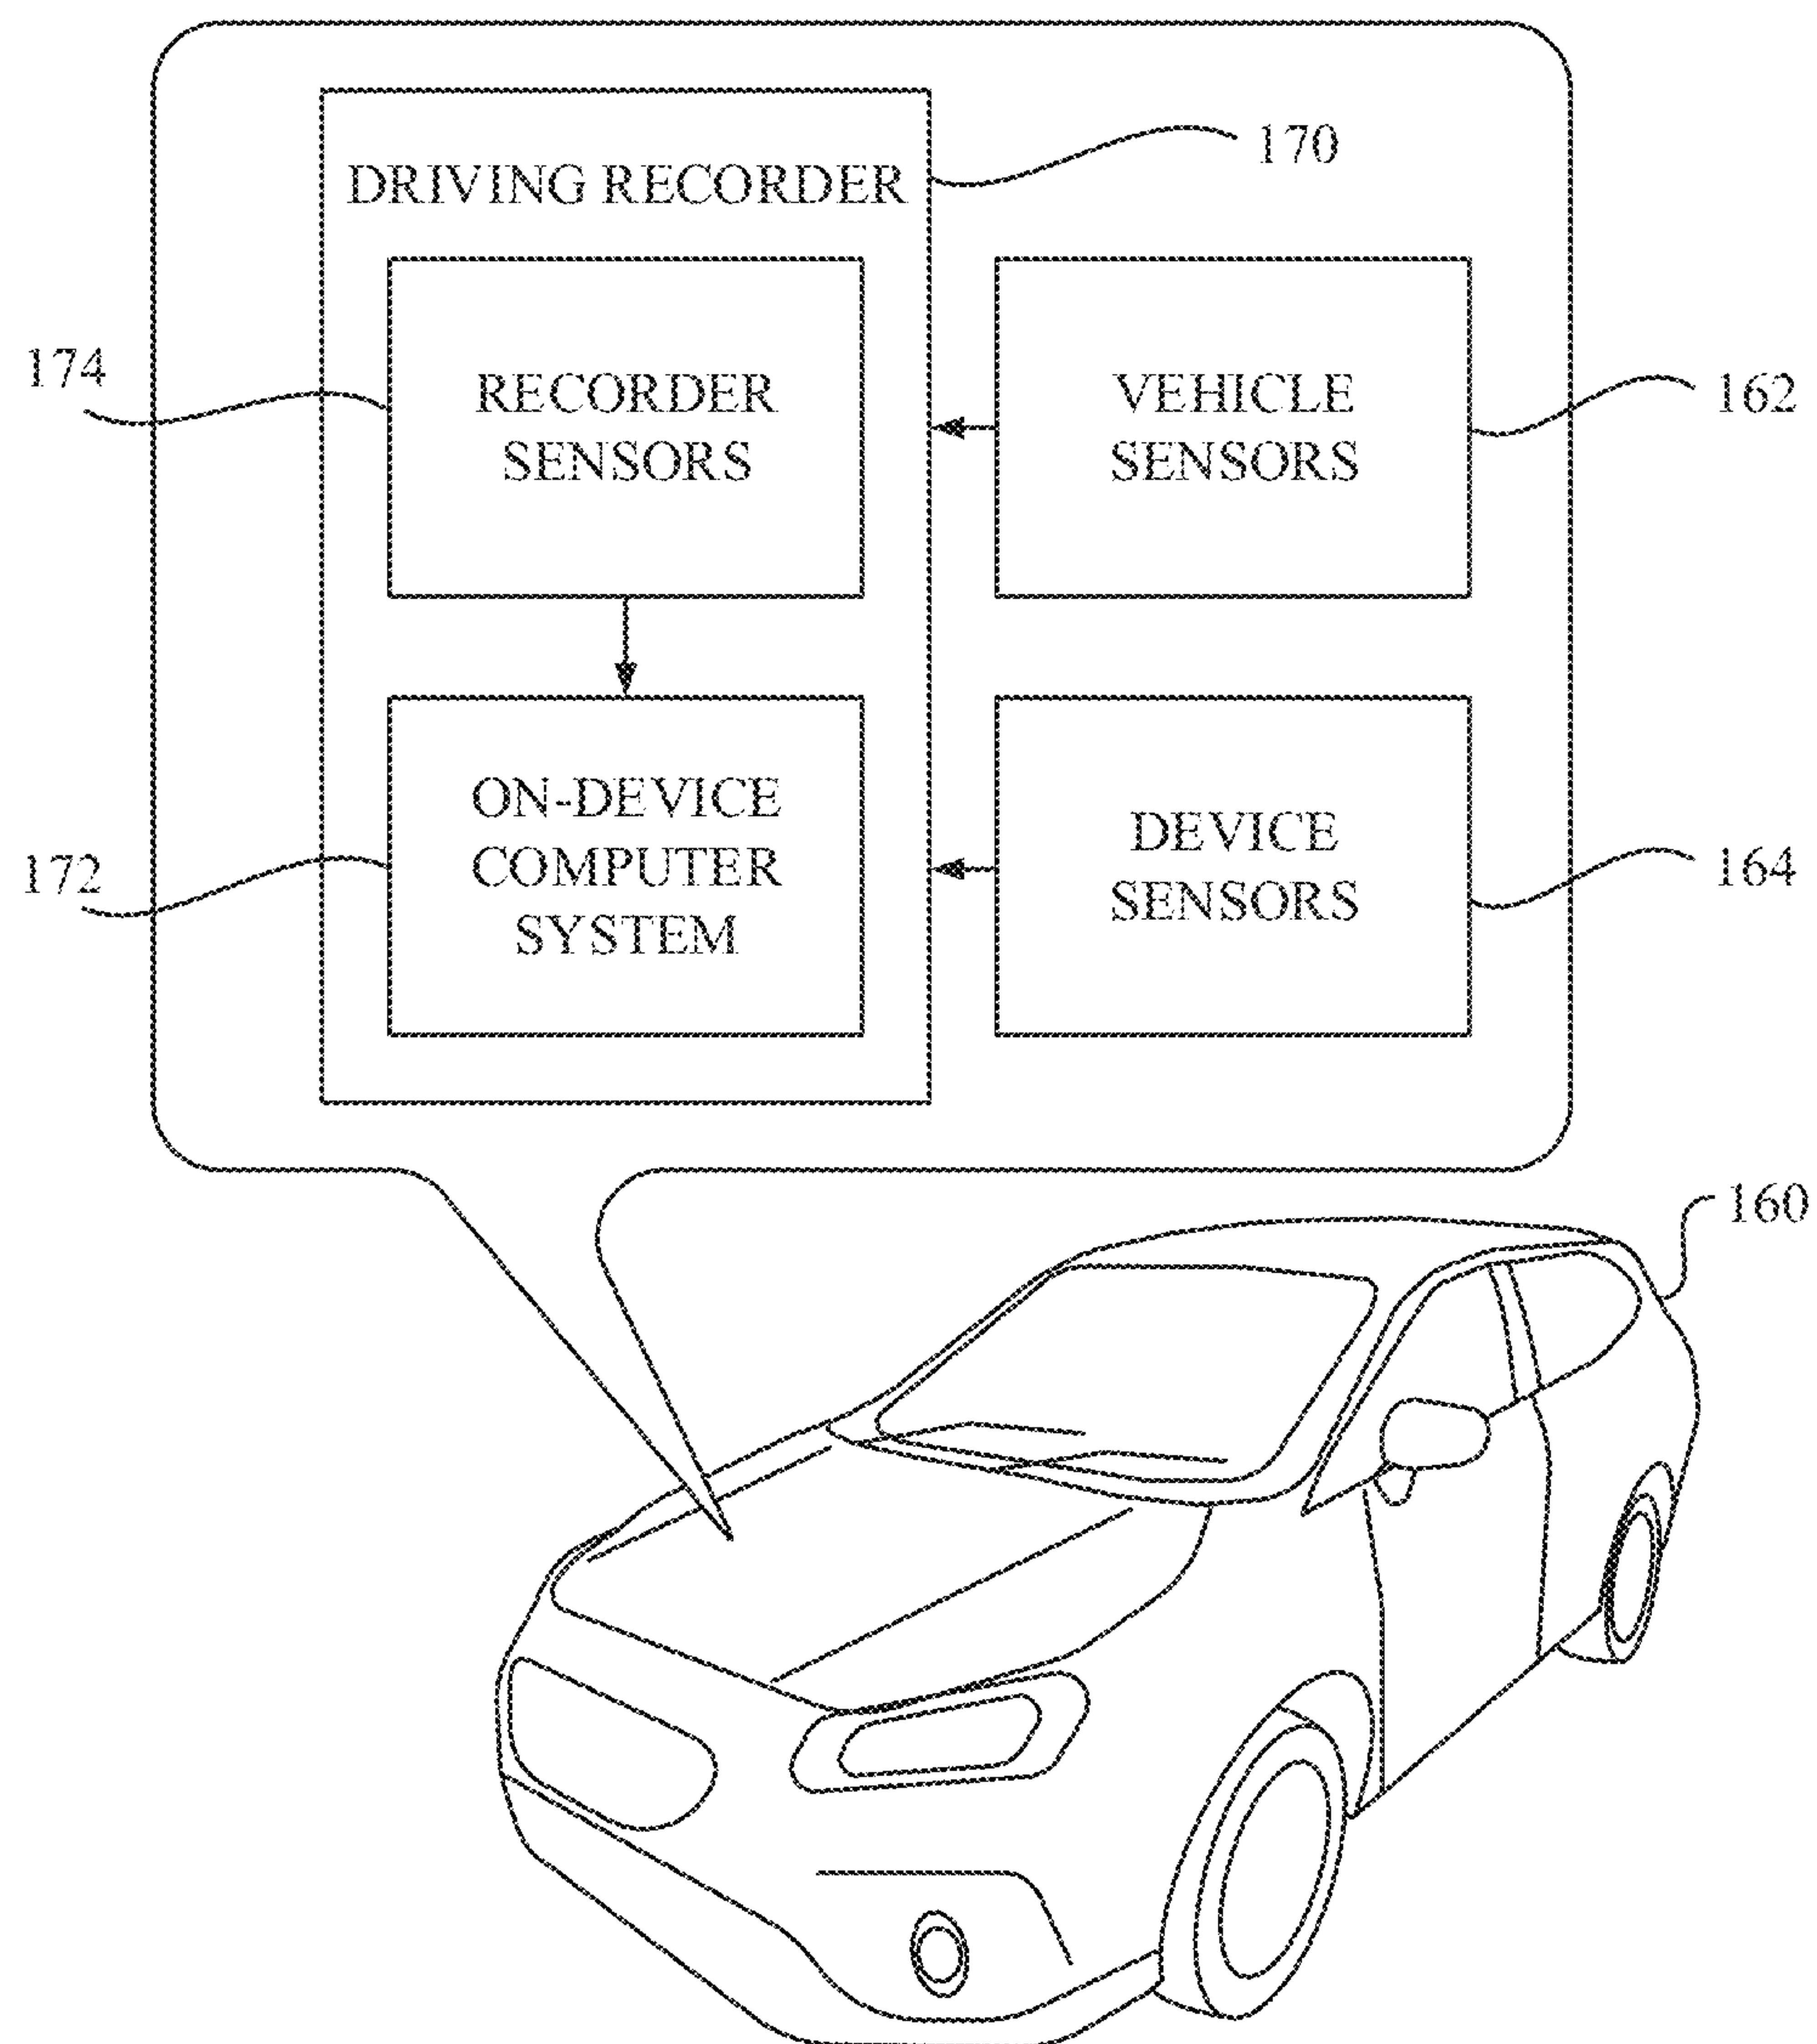 170
DRIVING RECORDER
174
RECORDER
SENSORS
VEHICLE
SENSORS
162
172
ON-DEVICE
COMPUTER
SYSTEM
DEVICE
SENSORS
164
160